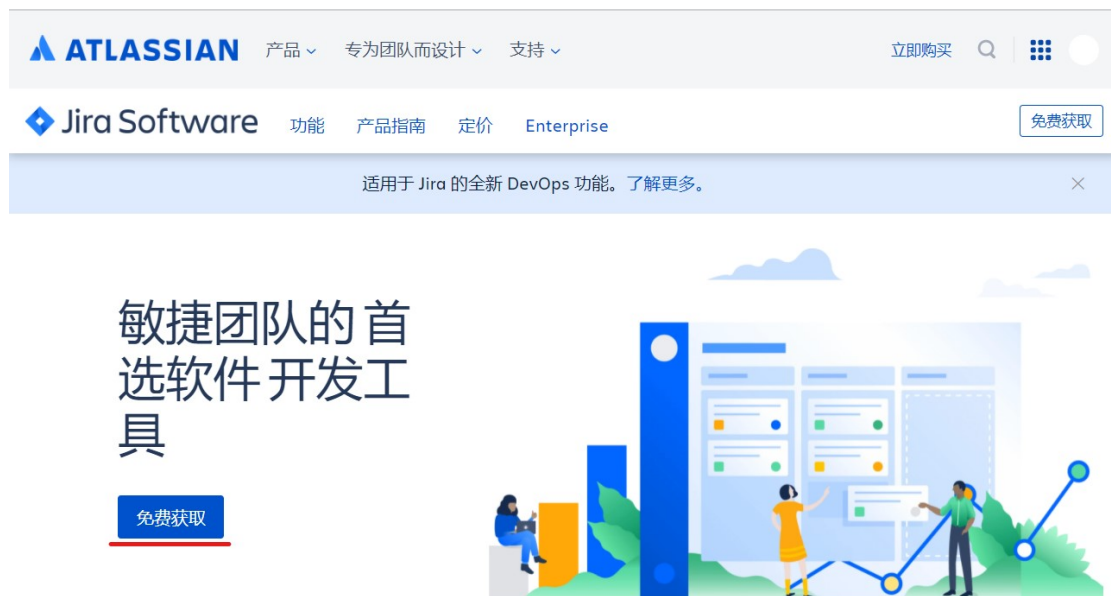 ATLASSIAN 产品 专为团队而设计 支持 立即购买
Jira Software 功能 产品指南 定价 Enterprise 免费获取
适用于 Jira 的全新 DevOps 功能。了解更多。
敏捷团队的首
选软件开发工
具
免费获取